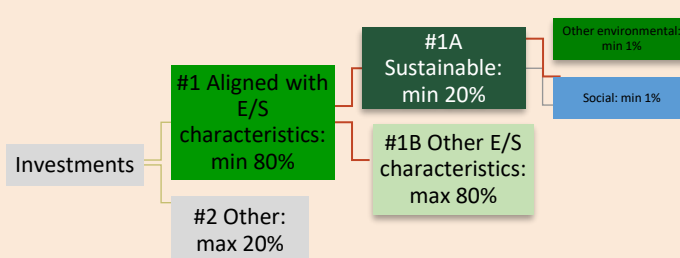 Investments
#1 Aligned with
E/S
characteristics:
min 80%
#2 Other:
max 20%
#1A
Sustainable:
min 20%
#1B Other E/S
characteristics:
max 80%
Other environmental:
min 1%
Social: min 1%